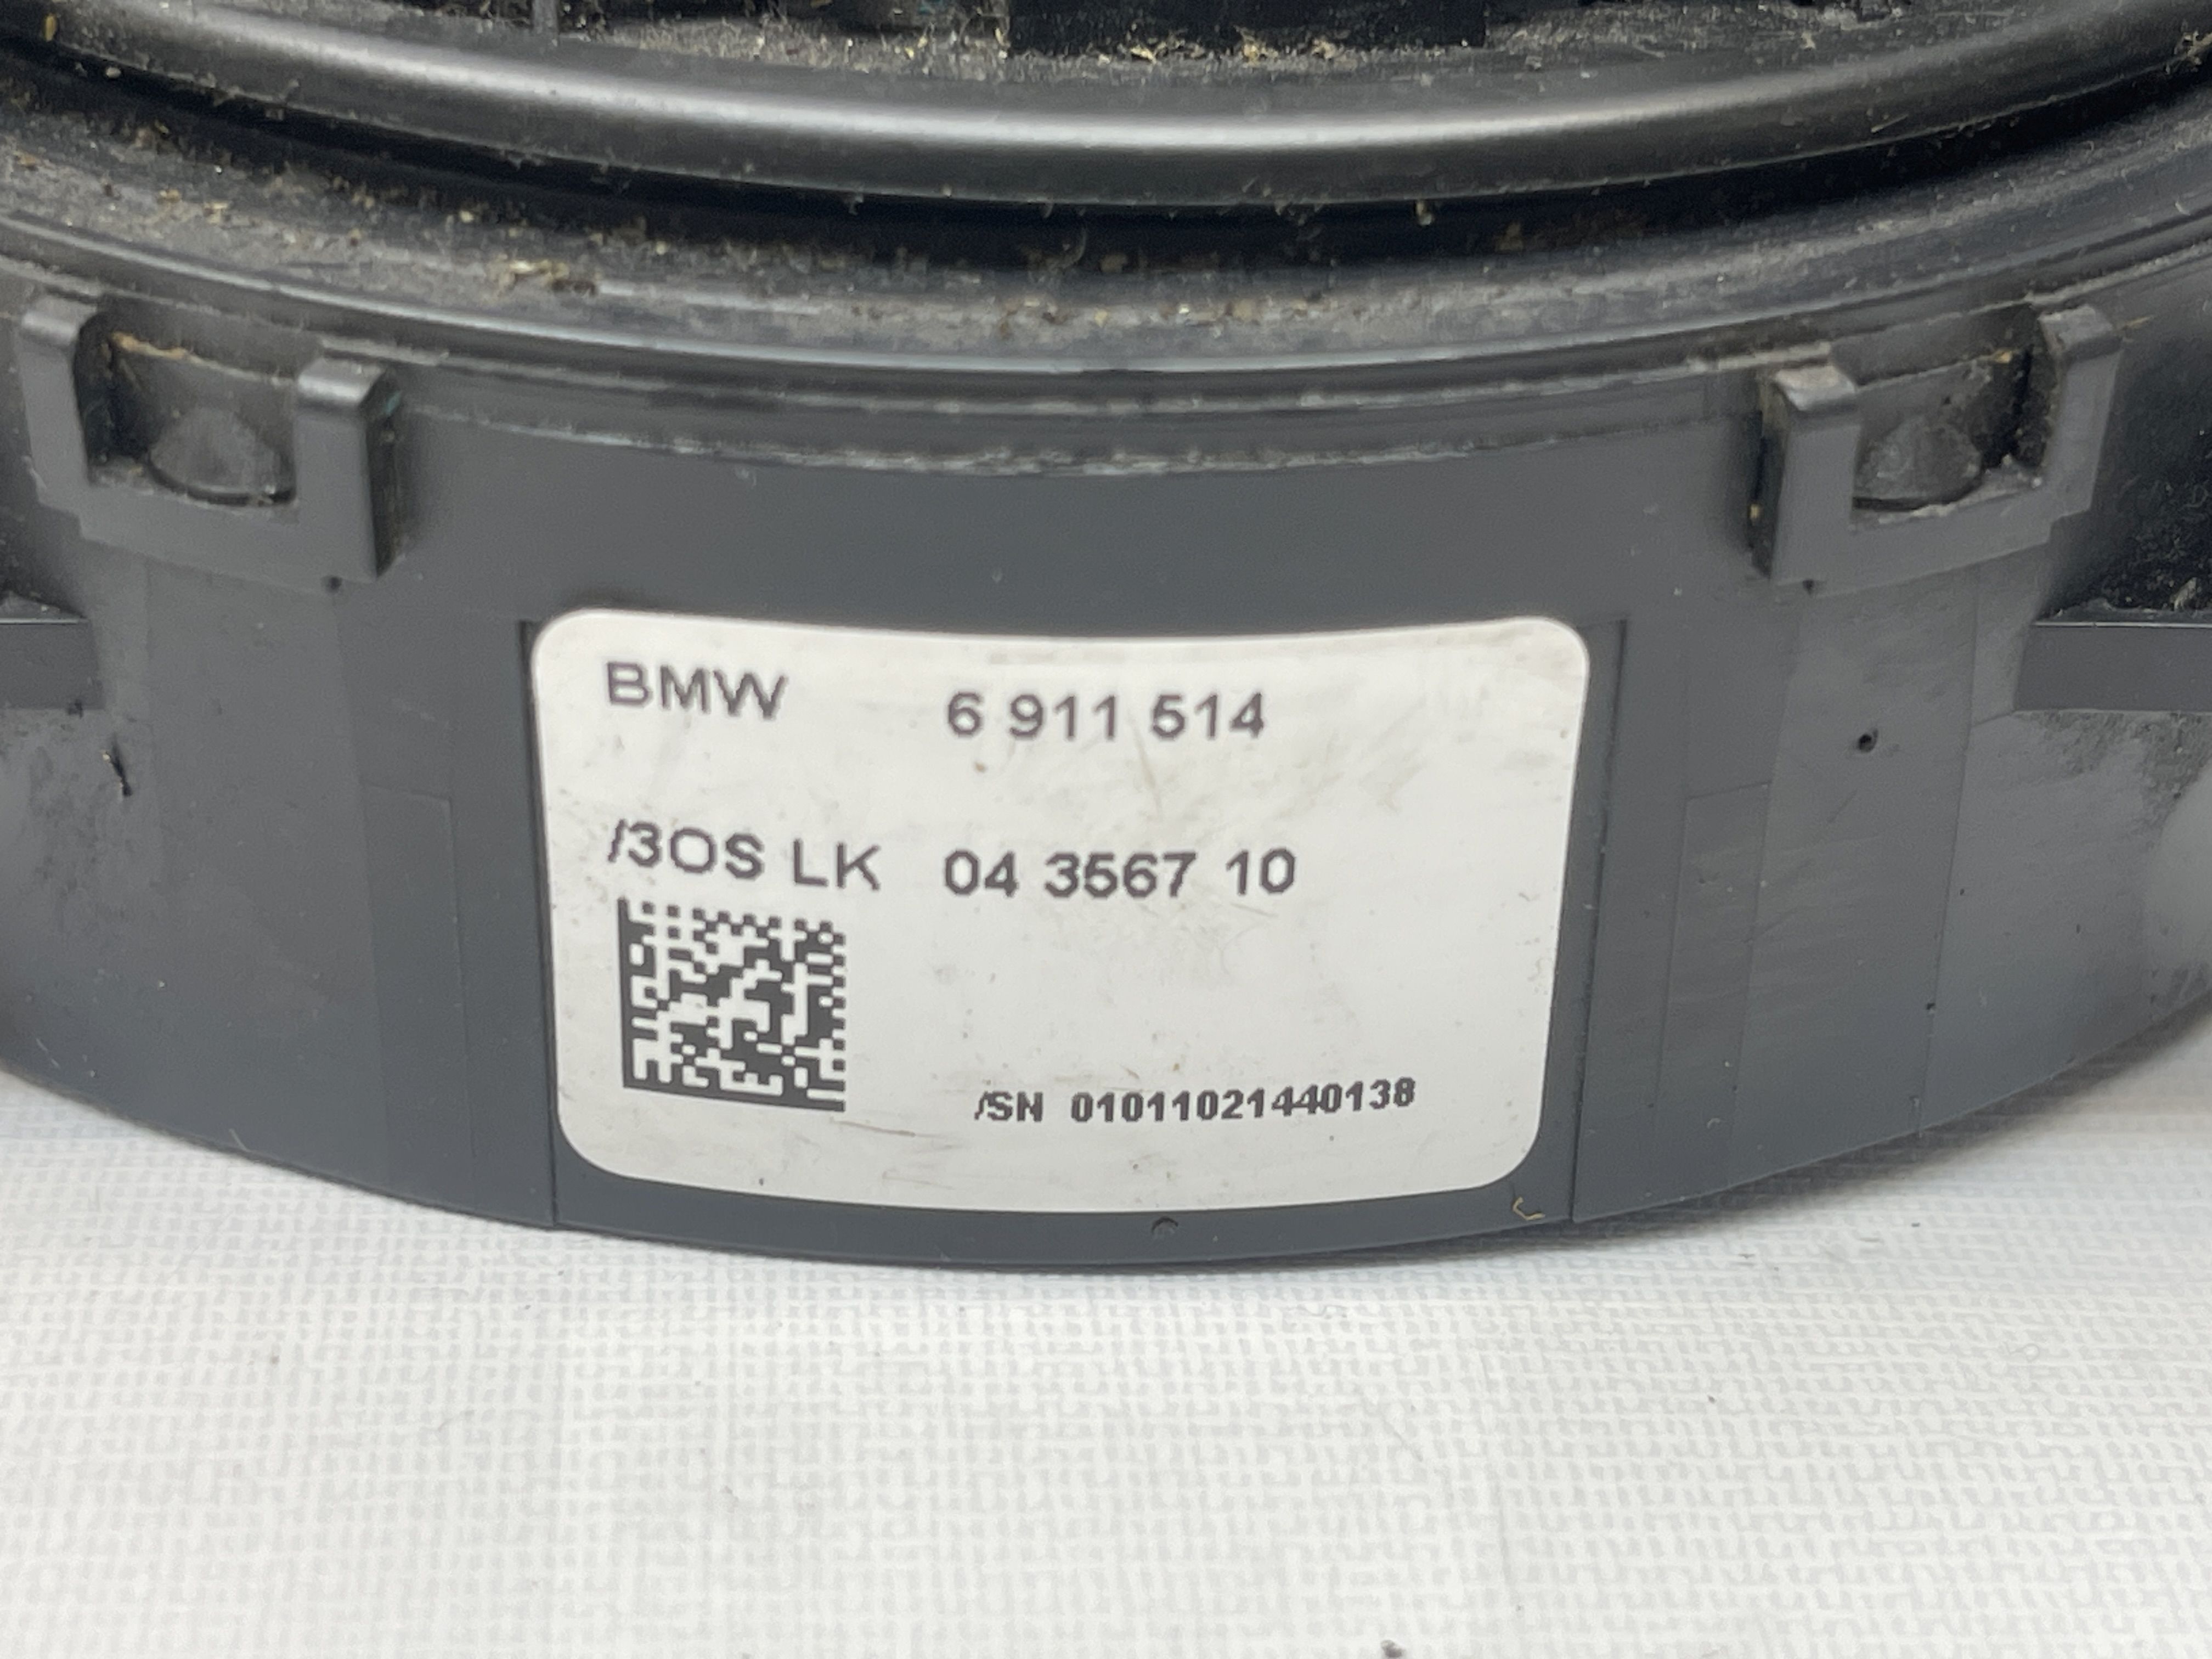 BMW 6 911 514
/3OS LK 04 3567 10
/SN 01011021440138